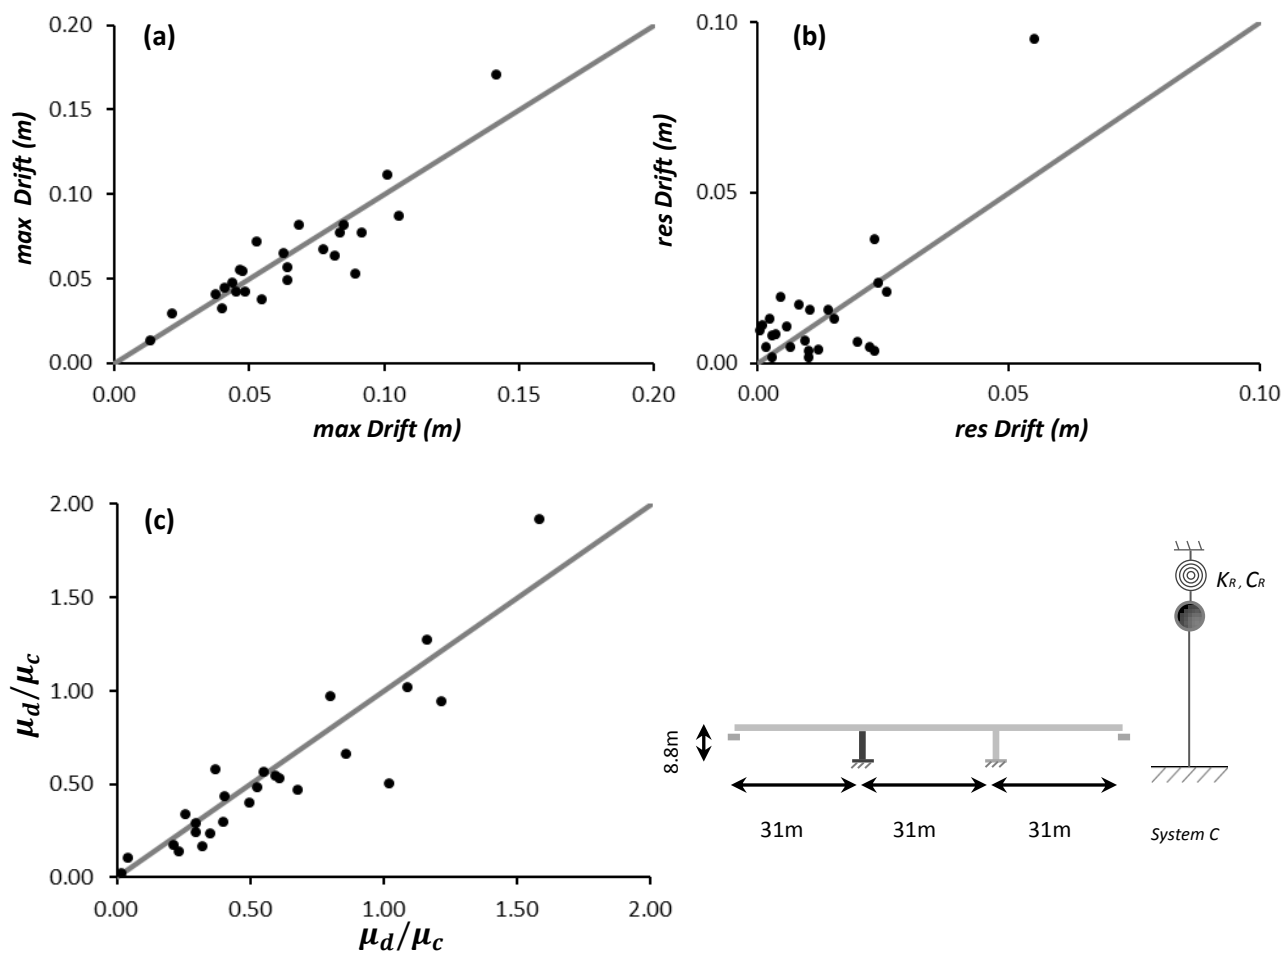 (a)
0.20
0.15
0.10
0.05
0.00
max Drift (m)
0.00 0.05 0.10 0.15 0.20
max Drift (m)
(b)
0.10
0.05
0.00
res Drift (m)
0.00 0.05 0.10
res Drift (m)
(c)
2.00
1.50
1.00
0.50
0.00
μd/μc
0.00 0.50 1.00 1.50 2.00
μd/μc
KR, CR
8.8m
31m 31m 31m
System C